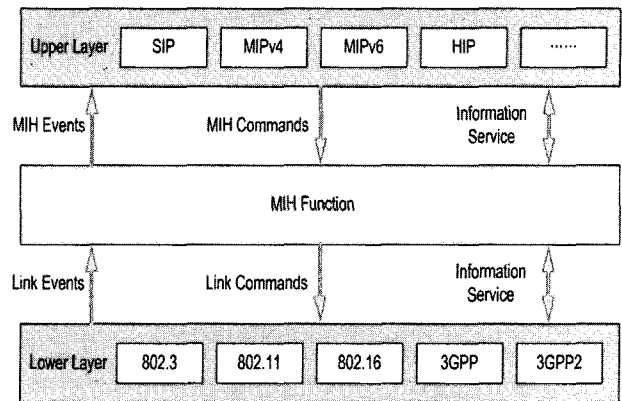 Upper Layer SIP MIPv4 MIPv6 HIP ......
MIH Events MIH Commands Information
Service
MIH Function
Link Events Link Commands Information
Service
Lower Layer 802.3 802.11 802.16 3GPP 3GPP2